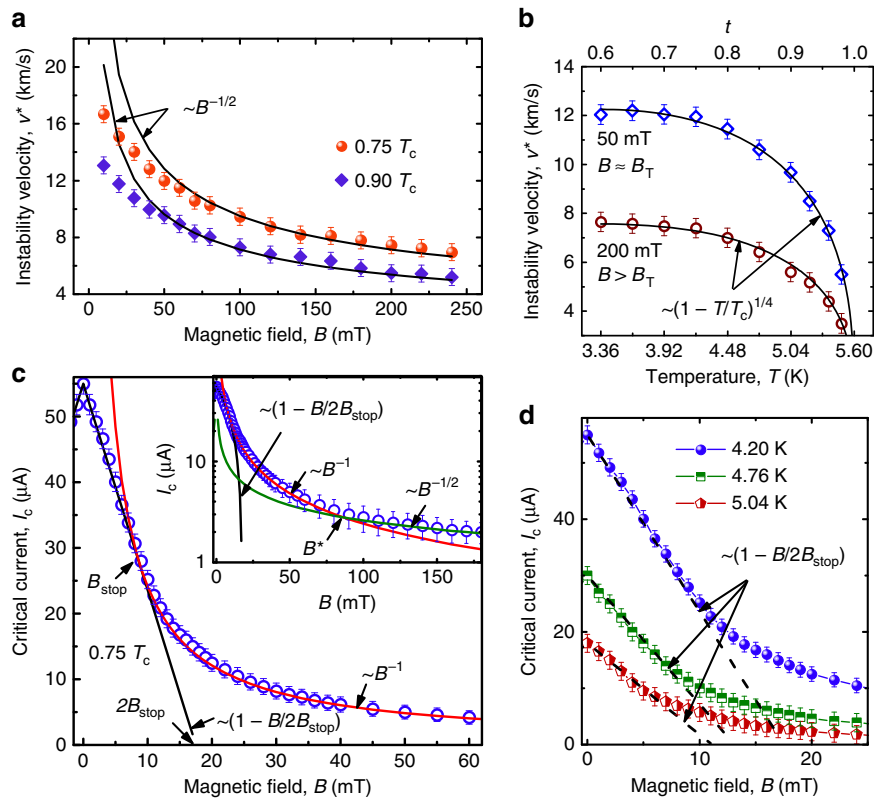 a
Instability velocity, v* (km/s)
20
16
12
8
4
~B−1/2
0.75 Tc
0.90 Tc
0 50 100 150 200 250
Magnetic field, B (mT)
b
t
0.6 0.7 0.8 0.9 1.0
Instability velocity, v* (km/s)
14
12
10
8
6
4
50 mT
B ≈ BT
200 mT
B > BT
~(1 − T/Tc)1/4
3.36 3.92 4.48 5.04 5.60
Temperature, T (K)
c
Critical current, Ic (µA)
50
40
30
20
10
0
Bstop
0.75 Tc
2Bstop
~(1 − B/2Bstop)
~B−1
0 10 20 30 40 50 60
Magnetic field, B (mT)
Ic (µA)
10
1
~(1 − B/2Bstop)
~B−1
~B−1/2
B*
0 50 100 150
B (mT)
d
Critical current, Ic (µA)
40
20
0
4.20 K
4.76 K
5.04 K
~(1 − B/2Bstop)
0 10 20
Magnetic field, B (mT)